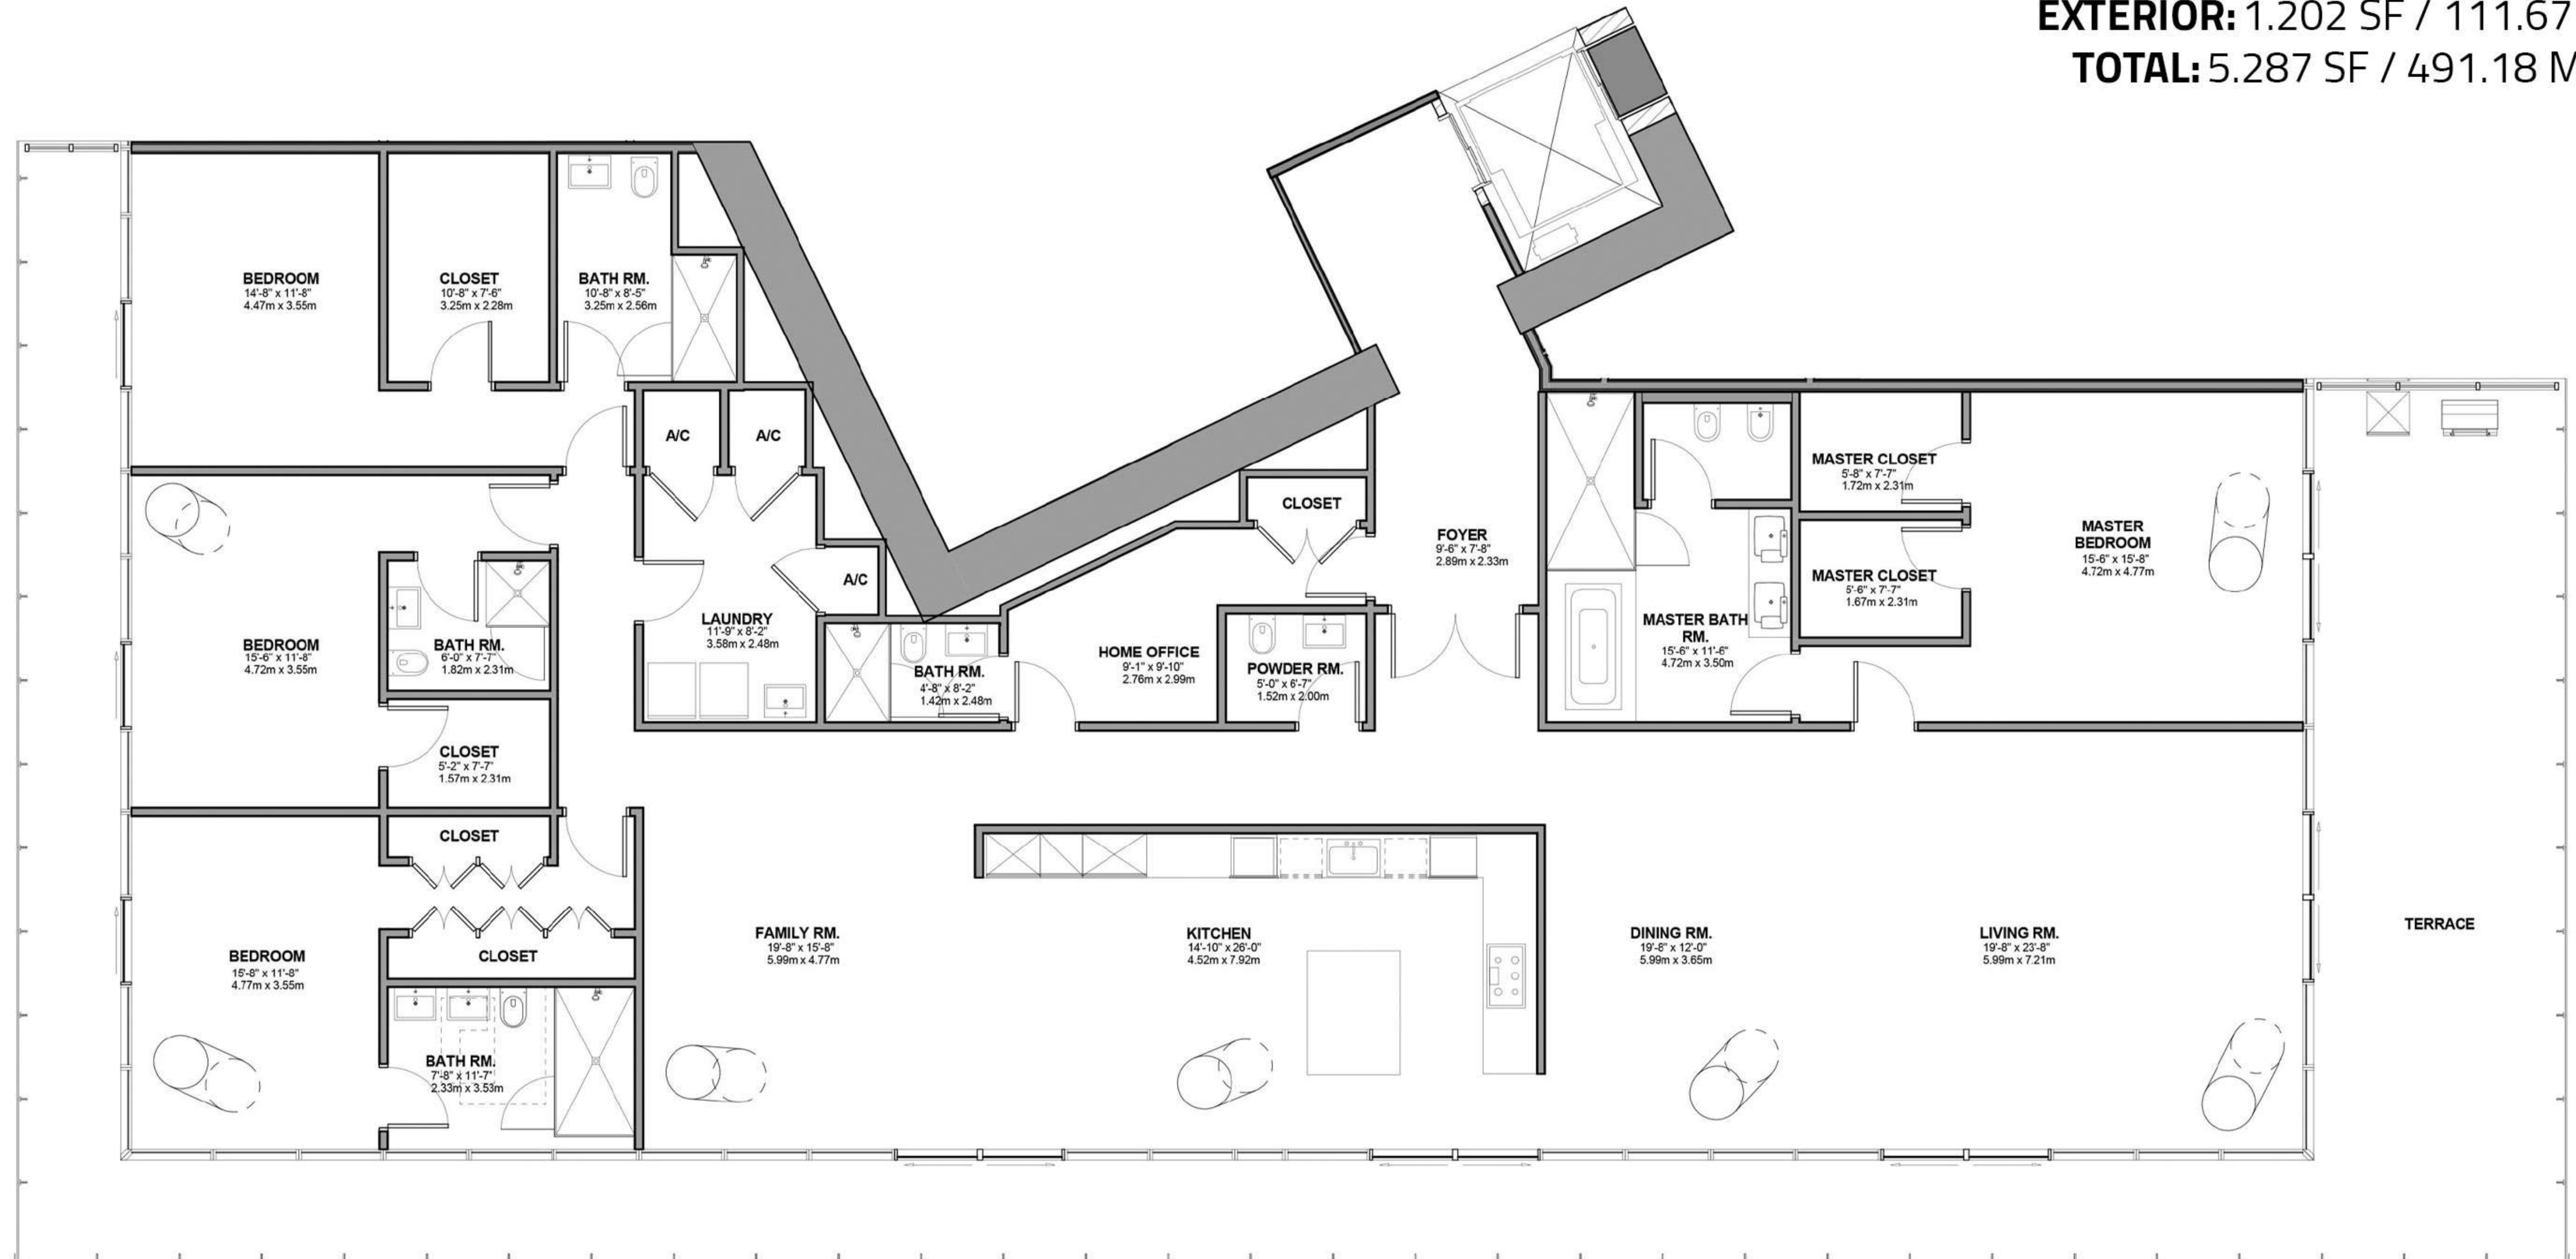 EXTERIOR: 1.202 SF / 111.67
TOTAL: 5.287 SF / 491.18 M
BEDROOM
14'-8" x 11'-8"
4.47m x 3.55m
CLOSET
10'-8" x 7'-6"
3.25m x 2.28m
BATH RM.
10'-8" x 8'-5"
3.25m x 2.56m
A/C
A/C
A/C
CLOSET
FOYER
9'-6" x 7'-8"
2.89m x 2.33m
MASTER CLOSET
5'-8" x 7'-7"
1.72m x 2.31m
MASTER CLOSET
5'-6" x 7'-7"
1.67m x 2.31m
MASTER
BEDROOM
15'-6" x 15'-8"
4.72m x 4.77m
BEDROOM
15'-6" x 11'-8"
4.72m x 3.55m
BATH RM.
6'-0" x 7'-7"
1.82m x 2.31m
LAUNDRY
11'-9" x 8'-2"
3.58m x 2.48m
BATH RM.
4'-8" x 8'-2"
1.42m x 2.48m
HOME OFFICE
9'-1" x 9'-10"
2.76m x 2.99m
POWDER RM.
5'-0" x 6'-7"
1.52m x 2.00m
MASTER BATH
RM.
15'-6" x 11'-6"
4.72m x 3.50m
CLOSET
5'-2" x 7'-7"
1.57m x 2.31m
CLOSET
CLOSET
BEDROOM
15'-8" x 11'-8"
4.77m x 3.55m
BATH RM.
7'-8" x 11'-7"
2.33m x 3.53m
FAMILY RM.
19'-8" x 15'-8"
5.99m x 4.77m
KITCHEN
14'-10" x 26'-0"
4.52m x 7.92m
DINING RM.
19'-8" x 12'-0"
5.99m x 3.65m
LIVING RM.
19'-8" x 23'-8"
5.99m x 7.21m
TERRACE